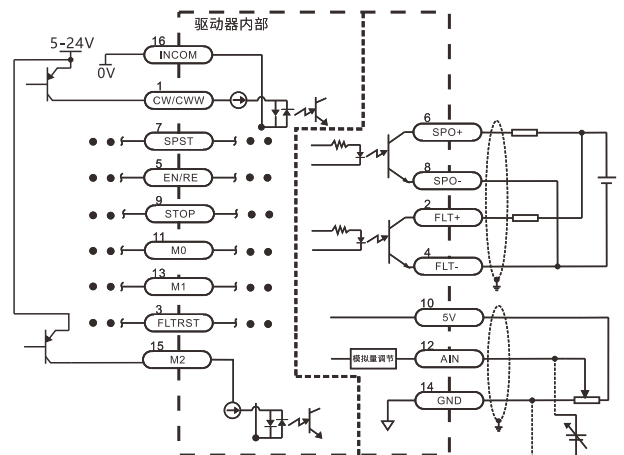 驱动器内部
5-24V
0V
16
INCOM
1
CW/CWW
7
SPST
5
EN/RE
9
STOP
11
M0
13
M1
3
FLTRST
15
M2
6
SPO+
8
SPO-
2
FLT+
4
FLT-
10
5V
12
AIN
模拟量调节
14
GND